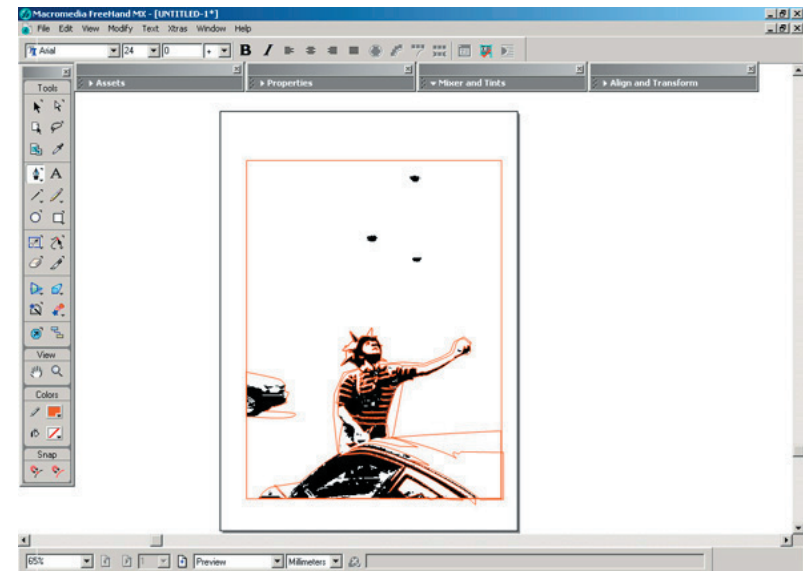 Macromedia FreeHand MX - [UNTITLED-1*]
File Edit View Modify Text Xtras Window Help
Arial 24 0 + B I
Assets Properties Mixer and Tints Align and Transform
Tools
A
View
Colors
Snap
65% 1 Preview Millimeters